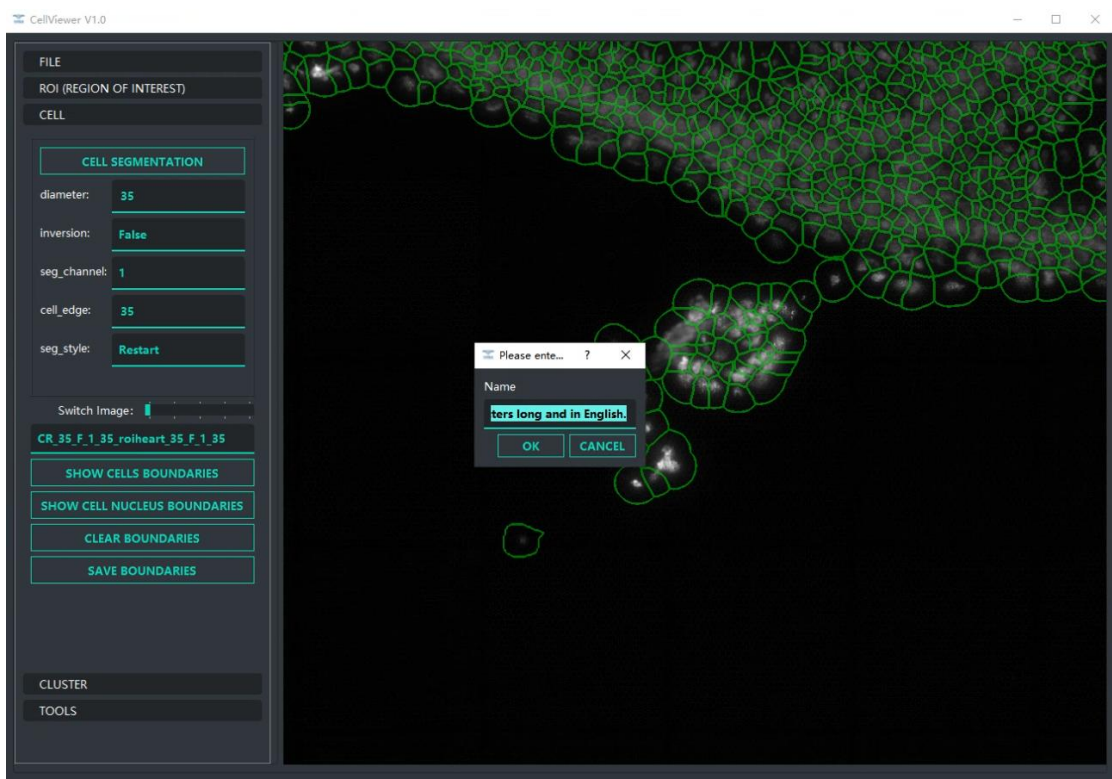 CellViewer V1.0
FILE
ROI (REGION OF INTEREST)
CELL
CELL SEGMENTATION
diameter: 35
inversion: False
seg_channel: 1
cell_edge: 35
seg_style: Restart
Switch Image:
CR_35_F_1_35_roiheart_35_F_1_35
SHOW CELLS BOUNDARIES
SHOW CELL NUCLEUS BOUNDARIES
CLEAR BOUNDARIES
SAVE BOUNDARIES
CLUSTER
TOOLS
Please ente... ?
Name
ters long and in English.
OK CANCEL